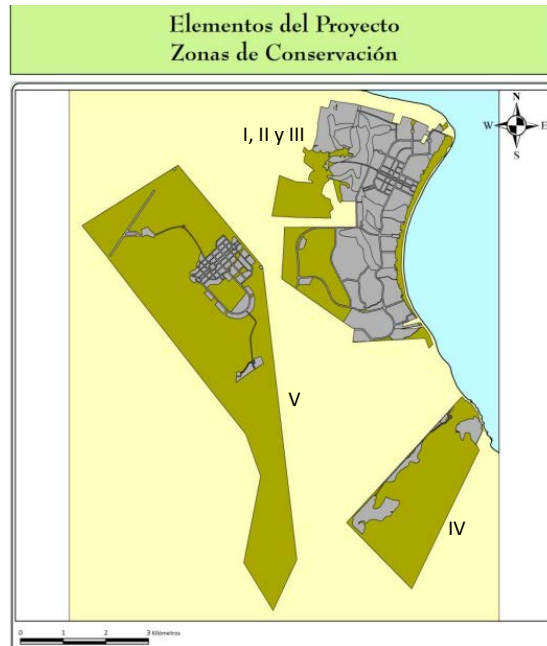 Elementos del Proyecto
Zonas de Conservación
N
W E
S
I, II y III
V
IV
0 1 2 3 Kilómetros